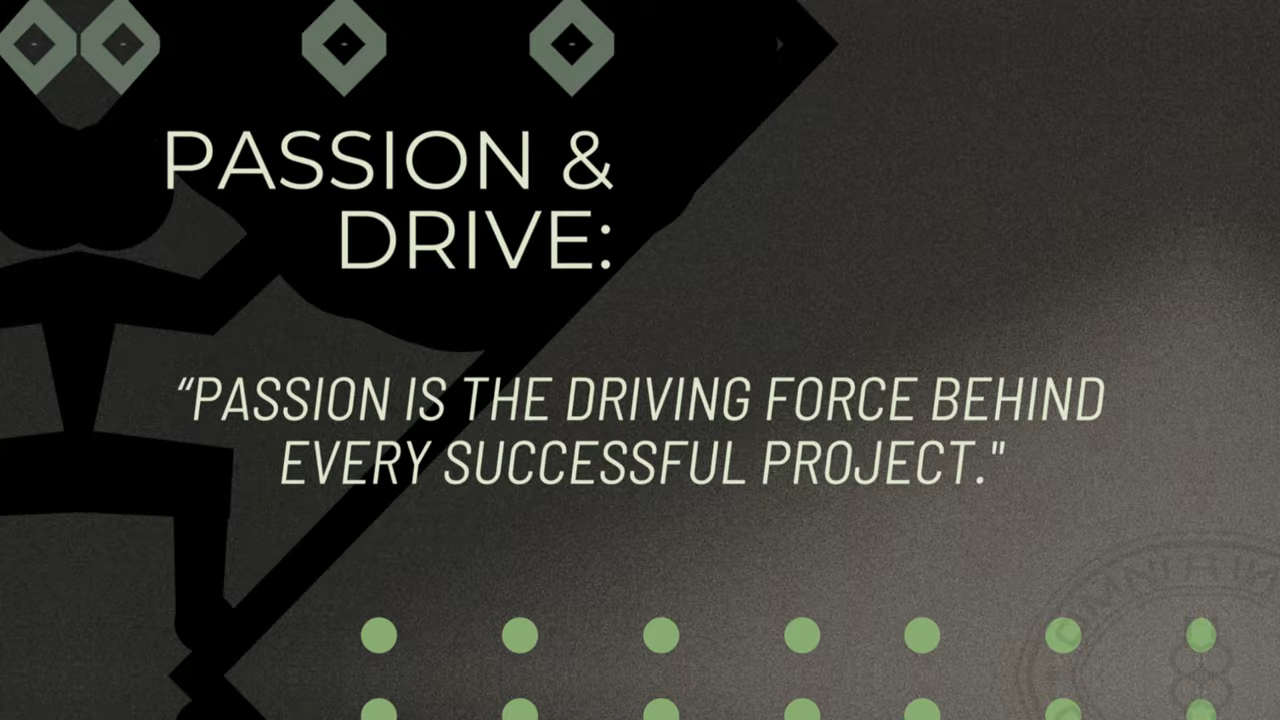 PASSION &
DRIVE:
“PASSION IS THE DRIVING FORCE BEHIND
EVERY SUCCESSFUL PROJECT."